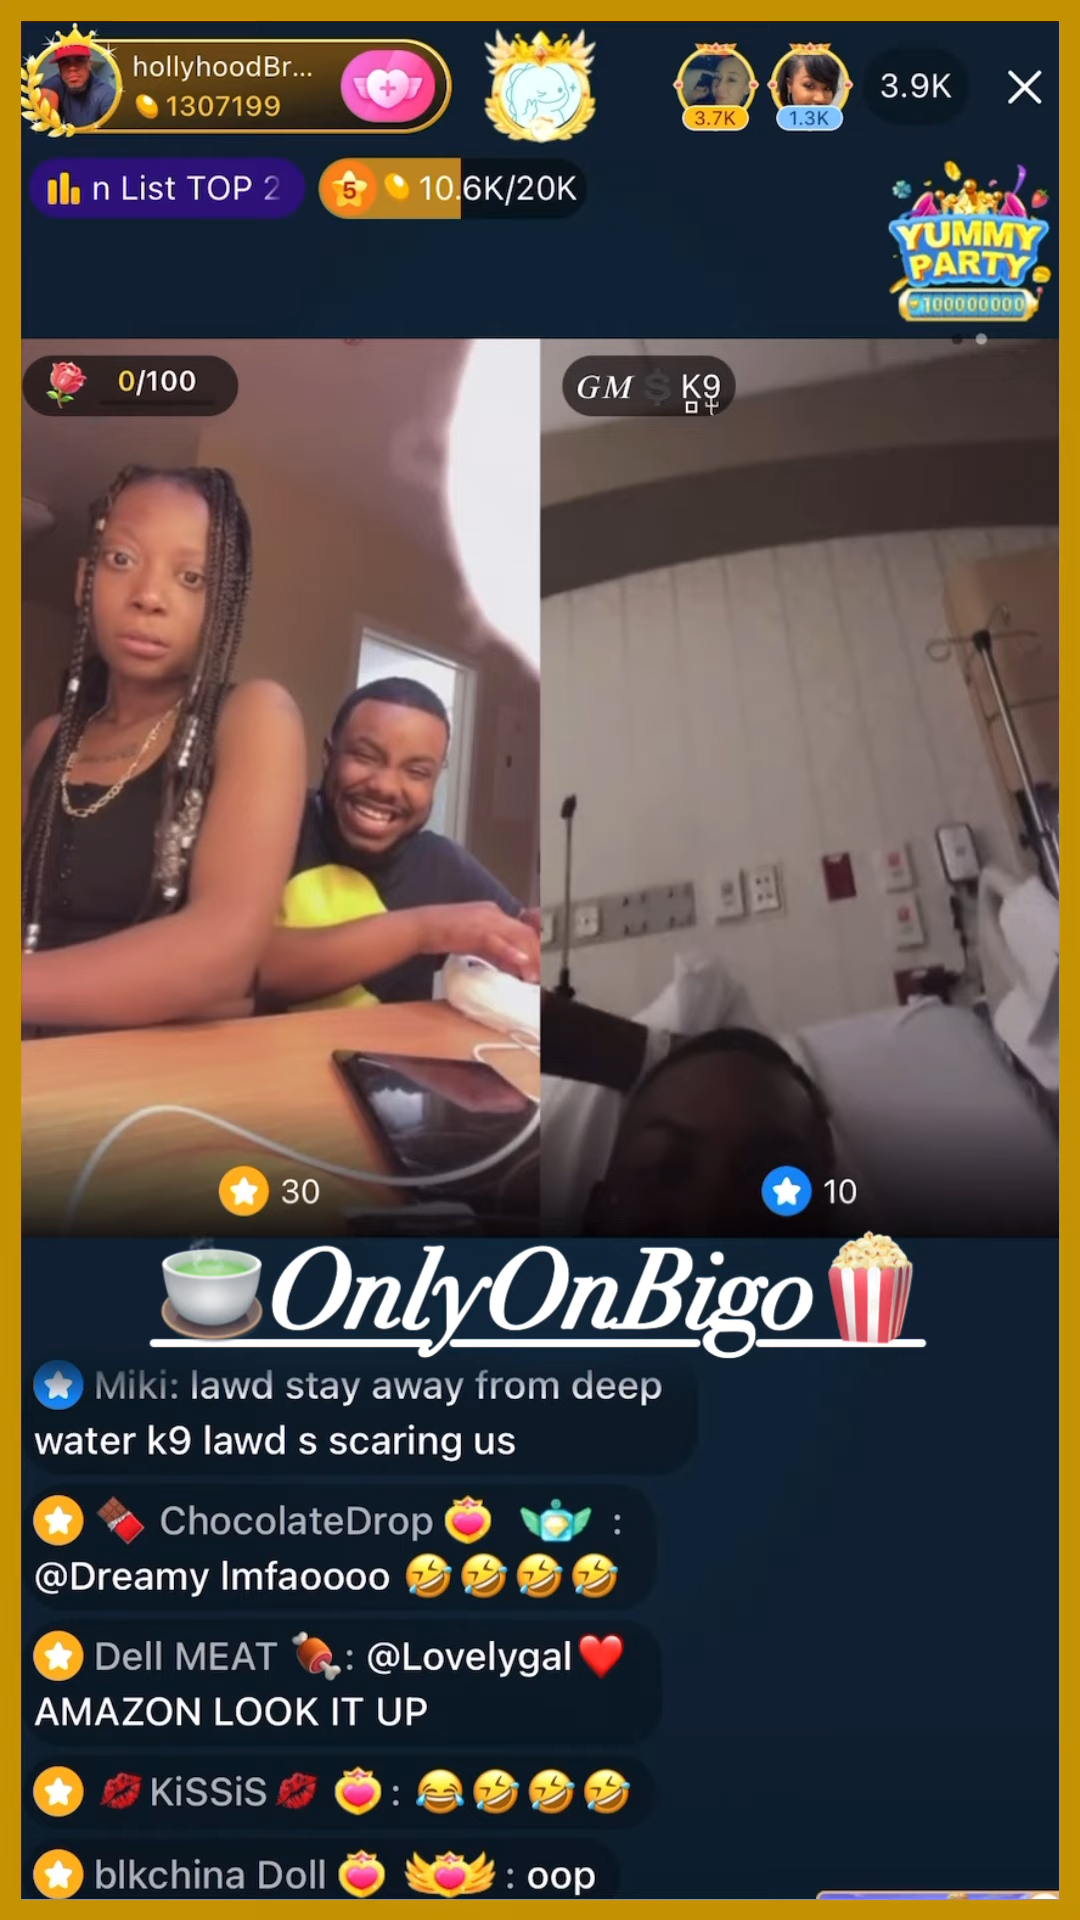 hollyhoodBr...
1307199
3.7K
1.3K
3.9K
n List TOP 2
5
10.6K/20K
YUMMY
PARTY
100000000
0/100
GM $ K9
30
10
OnlyOnBigo
Miki: lawd stay away from deep
water k9 lawd s scaring us
ChocolateDrop :
@Dreamy lmfaoooo 🤣🤣🤣🤣
Dell MEAT 🍖: @Lovelygal❤️
AMAZON LOOK IT UP
💋KiSSiS💋 : 😂🤣🤣🤣
blkchina Doll : oop